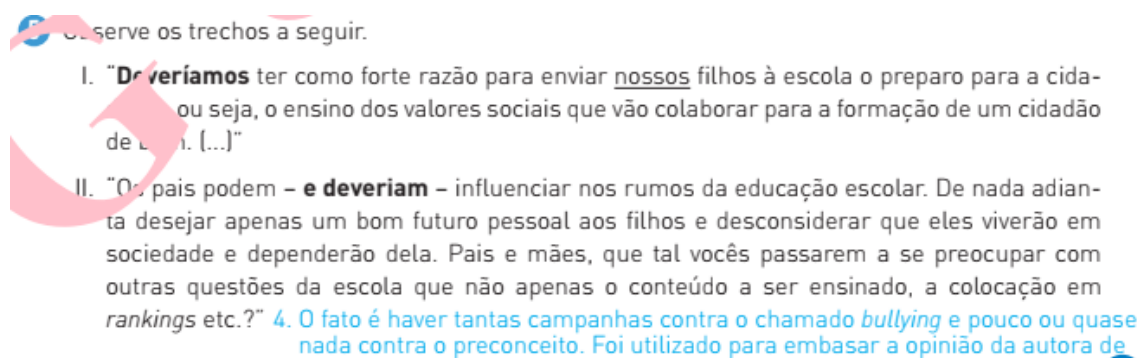 5 Observe os trechos a seguir.
I. “Deveríamos ter como forte razão para enviar nossos filhos à escola o preparo para a cida-
ou seja, o ensino dos valores sociais que vão colaborar para a formação de um cidadão
de (...)”
II. “Os pais podem – e deveriam – influenciar nos rumos da educação escolar. De nada adian-
ta desejar apenas um bom futuro pessoal aos filhos e desconsiderar que eles viverão em
sociedade e dependerão dela. Pais e mães, que tal vocês passarem a se preocupar com
outras questões da escola que não apenas o conteúdo a ser ensinado, a colocação em
rankings etc.?” 4. O fato é haver tantas campanhas contra o chamado bullying e pouco ou quase
nada contra o preconceito. Foi utilizado para embasar a opinião da autora de